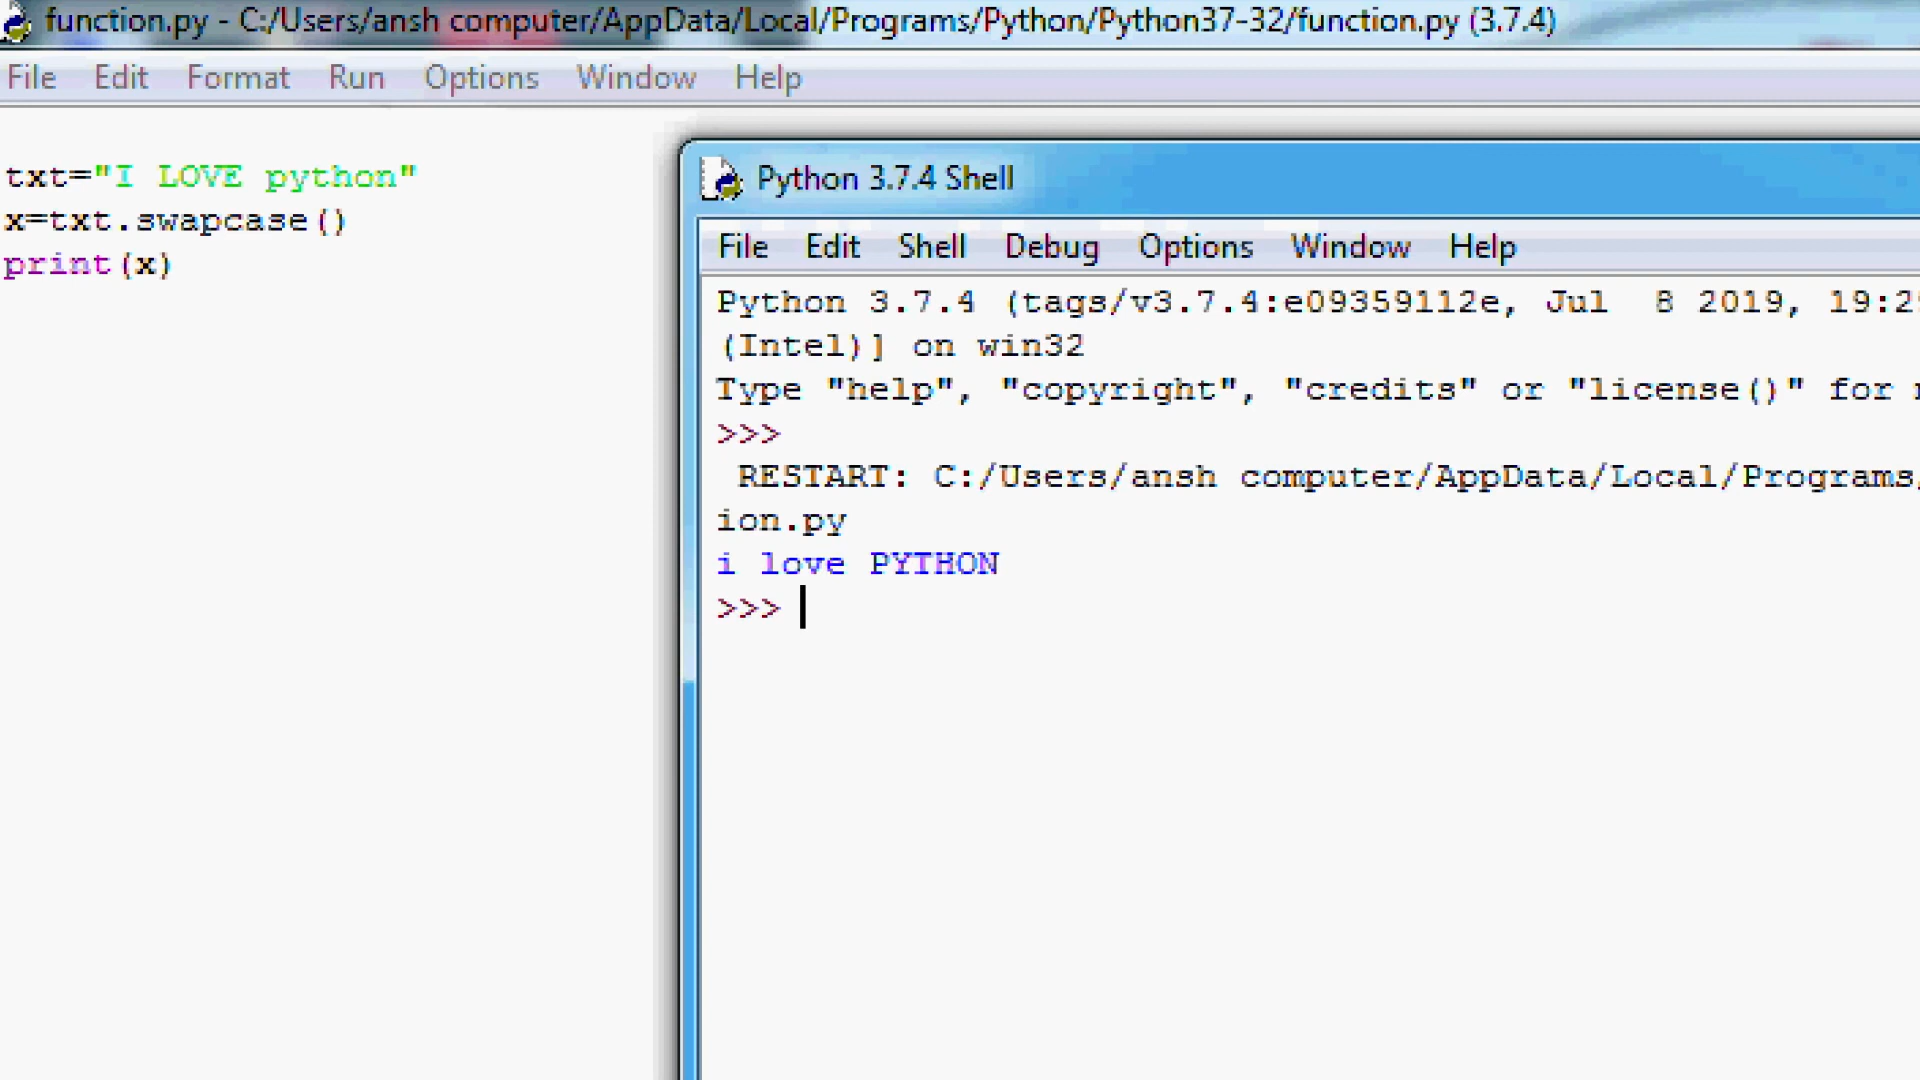 function.py - C:/Users/ansh computer/AppData/Local/Programs/Python/Python37-32/function.py (3.7.4)
File Edit Format Run Options Window Help
txt="I LOVE python"
x=txt.swapcase()
print(x)
Python 3.7.4 Shell
File Edit Shell Debug Options Window Help
Python 3.7.4 (tags/v3.7.4:e09359112e, Jul  8 2019, 19:2
(Intel)] on win32
Type "help", "copyright", "credits" or "license()" for
>>>
 RESTART: C:/Users/ansh computer/AppData/Local/Programs
ion.py
i love PYTHON
>>>